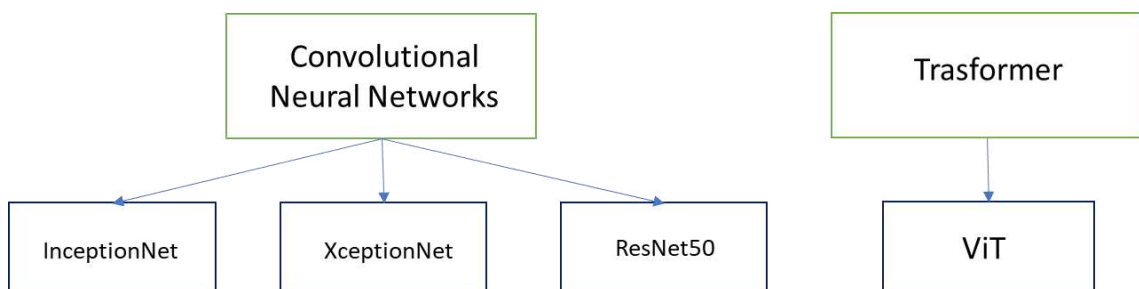 Convolutional
Neural Networks
Trasformer
InceptionNet
XceptionNet
ResNet50
ViT